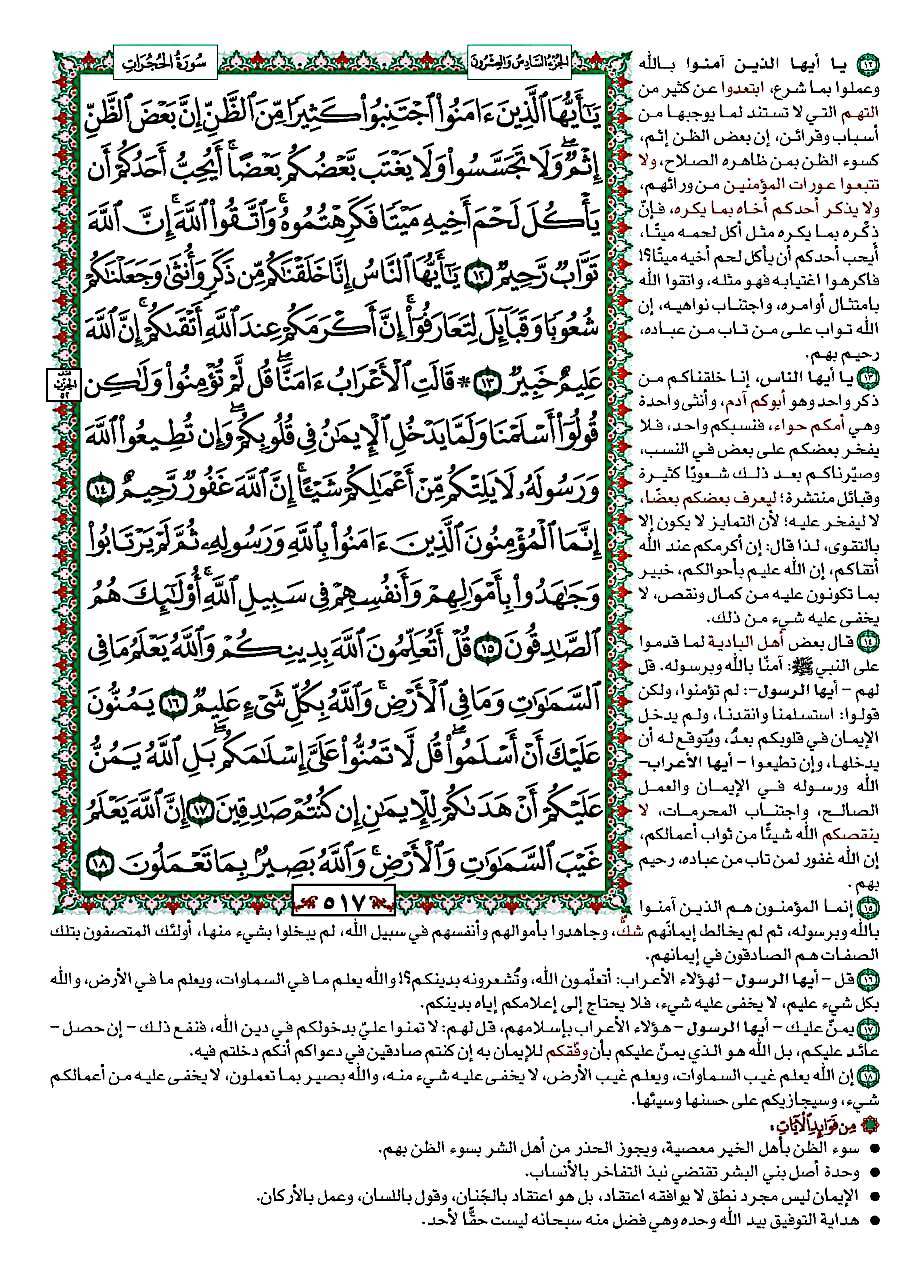 سُورَةُ الحُجُرَاتِ
الجُزْءُ السَّادِسُ وَالعِشْرُونَ
يَٰٓأَيُّهَا ٱلَّذِينَ ءَامَنُواْ ٱجۡتَنِبُواْ كَثِيرٗا مِّنَ ٱلظَّنِّ إِنَّ بَعۡضَ ٱلظَّنِّ
إِثۡمٞۖ وَلَا تَجَسَّسُواْ وَلَا يَغۡتَب بَّعۡضُكُم بَعۡضًاۚ أَيُحِبُّ أَحَدُكُمۡ أَن
يَأۡكُلَ لَحۡمَ أَخِيهِ مَيۡتٗا فَكَرِهۡتُمُوهُۚ وَٱتَّقُواْ ٱللَّهَۚ إِنَّ ٱللَّهَ
تَوَّابٞ رَّحِيمٞ ١٢ يَٰٓأَيُّهَا ٱلنَّاسُ إِنَّا خَلَقۡنَٰكُم مِّن ذَكَرٖ وَأُنثَىٰ وَجَعَلۡنَٰكُمۡ
شُعُوبٗا وَقَبَآئِلَ لِتَعَارَفُوٓاْۚ إِنَّ أَكۡرَمَكُمۡ عِندَ ٱللَّهِ أَتۡقَىٰكُمۡۚ إِنَّ ٱللَّهَ
عَلِيمٌ خَبِيرٞ ١٣ ۞ قَالَتِ ٱلۡأَعۡرَابُ ءَامَنَّاۖ قُل لَّمۡ تُؤۡمِنُواْ وَلَٰكِن
قُولُوٓاْ أَسۡلَمۡنَا وَلَمَّا يَدۡخُلِ ٱلۡإِيمَٰنُ فِي قُلُوبِكُمۡۖ وَإِن تُطِيعُواْ ٱللَّهَ
وَرَسُولَهُۥ لَا يَلِتۡكُم مِّنۡ أَعۡمَٰلِكُمۡ شَيۡـًٔاۚ إِنَّ ٱللَّهَ غَفُورٞ رَّحِيمٌ ١٤
إِنَّمَا ٱلۡمُؤۡمِنُونَ ٱلَّذِينَ ءَامَنُواْ بِٱللَّهِ وَرَسُولِهِۦ ثُمَّ لَمۡ يَرۡتَابُواْ
وَجَٰهَدُواْ بِأَمۡوَٰلِهِمۡ وَأَنفُسِهِمۡ فِي سَبِيلِ ٱللَّهِۚ أُوْلَٰٓئِكَ هُمُ
ٱلصَّٰدِقُونَ ١٥ قُلۡ أَتُعَلِّمُونَ ٱللَّهَ بِدِينِكُمۡ وَٱللَّهُ يَعۡلَمُ مَا فِي
ٱلسَّمَٰوَٰتِ وَمَا فِي ٱلۡأَرۡضِۚ وَٱللَّهُ بِكُلِّ شَيۡءٍ عَلِيمٞ ١٦ يَمُنُّونَ
عَلَيۡكَ أَنۡ أَسۡلَمُواْۖ قُل لَّا تَمُنُّواْ عَلَيَّ إِسۡلَٰمَكُمۖ بَلِ ٱللَّهُ يَمُنُّ
عَلَيۡكُمۡ أَنۡ هَدَىٰكُمۡ لِلۡإِيمَٰنِ إِن كُنتُمۡ صَٰدِقِينَ ١٧ إِنَّ ٱللَّهَ يَعۡلَمُ
غَيۡبَ ٱلسَّمَٰوَٰتِ وَٱلۡأَرۡضِۚ وَٱللَّهُ بَصِيرُۢ بِمَا تَعۡمَلُونَ ١٨
٥١٧
١٢ يا أيها الذين آمنوا بالله
وعملوا بما شرع، ابتعدوا عن كثير من
التهم التي لا تستند لما يوجبها من
أسباب وقرائن، إن بعض الظن إثم،
كسوء الظن بمن ظاهره الصلاح، ولا
تتبعوا عورات المؤمنين من ورائهم،
ولا يذكر أحدكم أخاه بما يكره، فإنّ
ذكره بما يكره مثل أكل لحمه ميتًا،
أيحب أحدكم أن يأكل لحم أخيه ميتًا؟!
فاكرهوا اغتيابه فهو مثله، واتقوا الله
بامتثال أوامره، واجتناب نواهيه، إن
الله تواب على من تاب من عباده،
رحيم بهم.
١٣ يا أيها الناس، إنا خلقناكم من
ذكر واحد وهو أبوكم آدم، وأنثى واحدة
وهي أمكم حواء، فنسبكم واحد، فلا
يفخر بعضكم على بعض في النسب،
وصيّرناكم بعد ذلك شعوبًا كثيرة
وقبائل منتشرة؛ ليعرف بعضكم بعضًا،
لا ليفخر عليه؛ لأن التمايز لا يكون إلا
بالتقوى، لذا قال: إن أكرمكم عند الله
أتقاكم، إن الله عليم بأحوالكم، خبير
بما تكونون عليه من كمال ونقص، لا
يخفى عليه شيء من ذلك.
١٤ قال بعض أهل البادية لما قدموا
على النبي ﷺ: آمنّا بالله وبرسوله. قل
لهم – أيها الرسول–: لم تؤمنوا، ولكن
قولوا: استسلمنا وانقدنا، ولم يدخل
الإيمان في قلوبكم بعدُ، ويُتوقع له أن
يدخلها، وإن تطيعوا – أيها الأعراب–
الله ورسوله في الإيمان والعمل
الصالح، واجتناب المحرمات، لا
ينقصكم الله شيئًا من ثواب أعمالكم،
إن الله غفور لمن تاب من عباده، رحيم
بهم.
١٥ إنما المؤمنون هم الذين آمنوا
بالله وبرسوله، ثم لم يخالط إيمانَهم شكٌّ، وجاهدوا بأموالهم وأنفسهم في سبيل الله، لم يبخلوا بشيء منها، أولئك المتصفون بتلك
الصفات هم الصادقون في إيمانهم.
١٦ قل – أيها الرسول – لهؤلاء الأعراب: أتعلّمون الله، وتُشعرونه بدينكم؟! والله يعلم ما في السماوات، ويعلم ما في الأرض، والله
بكل شيء عليم، لا يخفى عليه شيء، فلا يحتاج إلى إعلامكم إياه بدينكم.
١٧ يمنّ عليك – أيها الرسول – هؤلاء الأعراب بإسلامهم، قل لهم: لا تمنوا عليّ بدخولكم في دين الله، فنفع ذلك – إن حصل –
عائد عليكم، بل الله هو الذي يمنّ عليكم بأن وفّقكم للإيمان به إن كنتم صادقين في دعواكم أنكم دخلتم فيه.
١٨ إن الله يعلم غيب السماوات، ويعلم غيب الأرض، لا يخفى عليه شيء منه، والله بصير بما تعملون، لا يخفى عليه من أعمالكم
شيء، وسيجازيكم على حسنها وسيئها.
مِن فَوَائِدِ الآيَاتِ:
● سوء الظن بأهل الخير معصية، ويجوز الحذر من أهل الشر بسوء الظن بهم.
● وحدة أصل بني البشر تقتضي نبذ التفاخر بالأنساب.
● الإيمان ليس مجرد نطق لا يوافقه اعتقاد، بل هو اعتقاد بالجَنان، وقول باللسان، وعمل بالأركان.
● هداية التوفيق بيد الله وحده وهي فضل منه سبحانه ليست حقًّا لأحد.